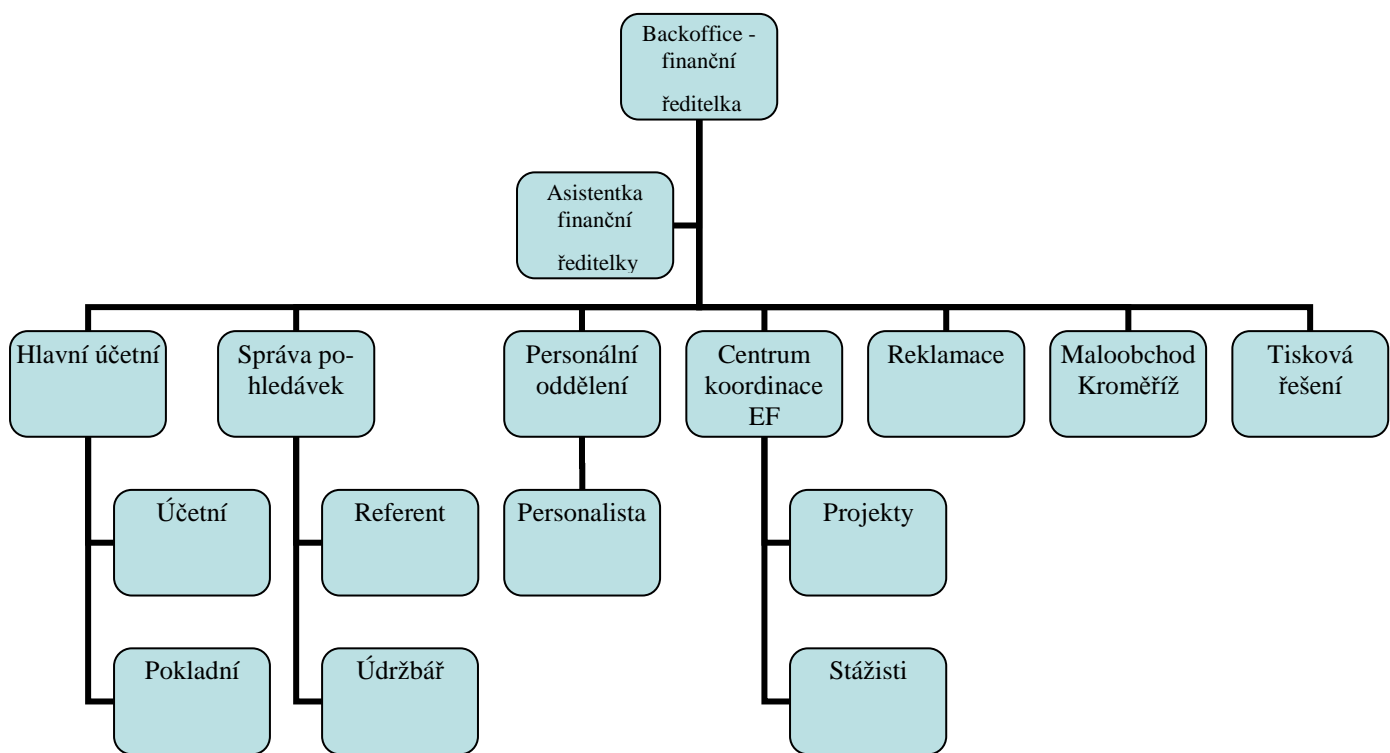 Backoffice -
finanční
ředitelka
Asistentka
finanční
ředitelky
Hlavní účetní
Správa po-
hledávek
Personální
oddělení
Centrum
koordinace
EF
Reklamace
Maloobchod
Kroměříž
Tisková
řešení
Účetní
Referent
Personalista
Projekty
Pokladní
Údržbář
Stážisti